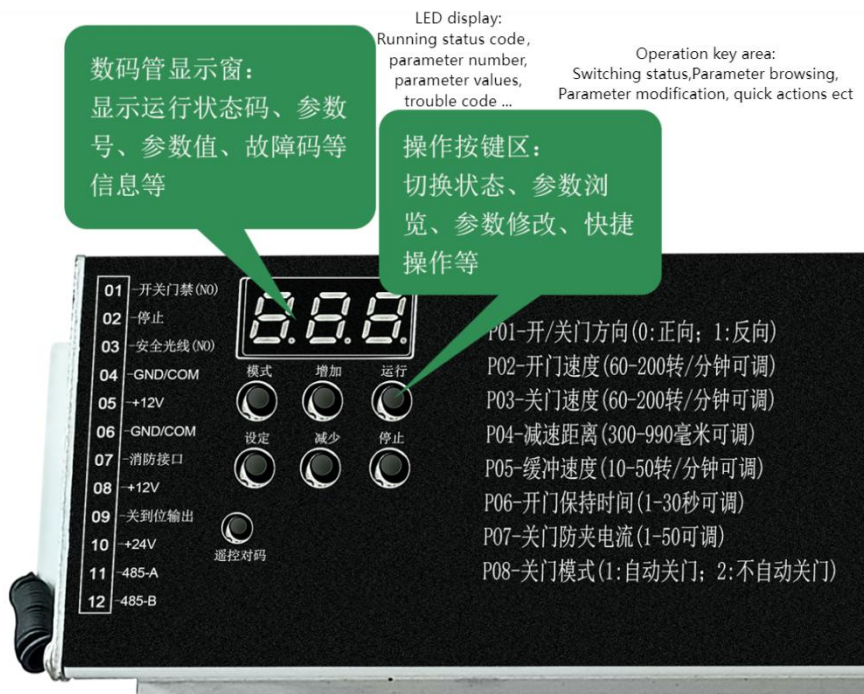 LED display:
Running status code,
parameter number,
parameter values,
trouble code ...
Operation key area:
Switching status,Parameter browsing,
Parameter modification, quick actions ect
数码管显示窗：
显示运行状态码、参数
号、参数值、故障码等
信息等
操作按键区：
切换状态、参数浏
览、参数修改、快捷
操作等
01 -开关门禁(NO)
02 -停止
03 -安全光线(NO)
04 -GND/COM
05 -+12V
06 -GND/COM
07 -消防接口
08 -+12V
09 -关到位输出
10 -+24V
11 -485-A
12 -485-B
8.8.8.
模式 增加 运行
设定 减少 停止
遥控对码
P01-开/关门方向(0:正向；1:反向)
P02-开门速度(60-200转/分钟可调)
P03-关门速度(60-200转/分钟可调)
P04-减速距离(300-990毫米可调)
P05-缓冲速度(10-50转/分钟可调)
P06-开门保持时间(1-30秒可调)
P07-关门防夹电流(1-50可调)
P08-关门模式(1:自动关门；2:不自动关门)